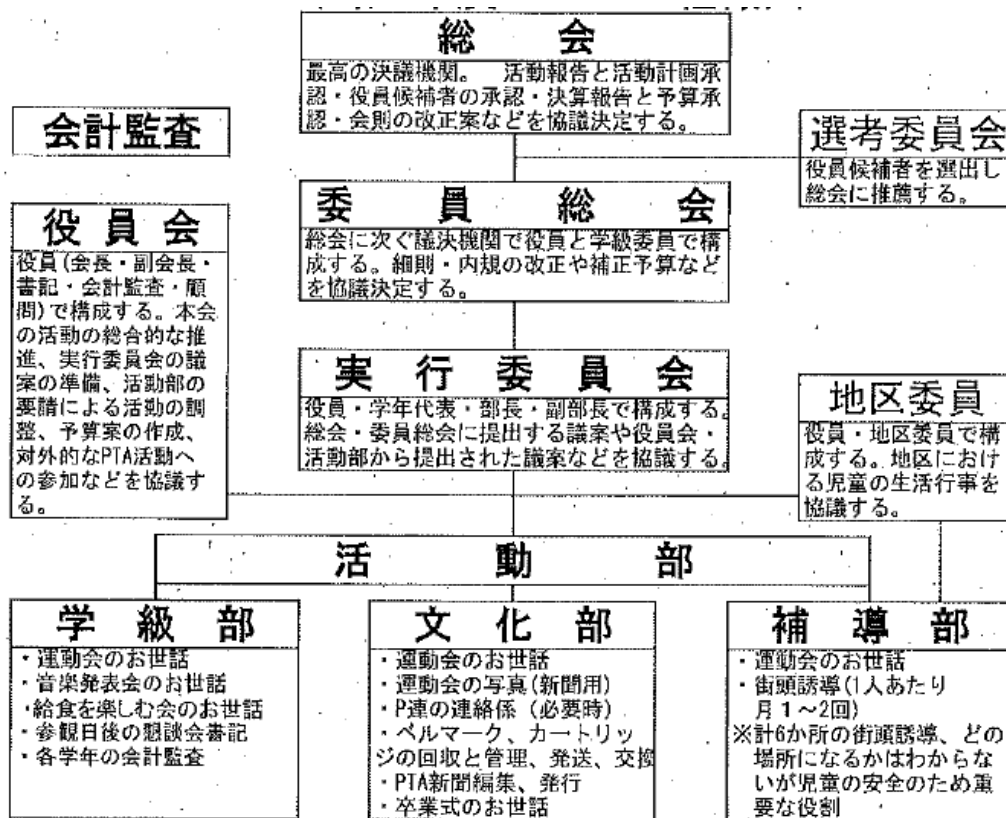 総会
最高の決議機関。 活動報告と活動計画承
認・役員候補者の承認・決算報告と予算承
認・会則の改正案などを協議決定する。
会計監査
選考委員会
役員候補者を選出し
総会に推薦する。
委員総会
総会に次ぐ議決機関で役員と学級委員で構
成する。細則・内規の改正や補正予算など
を協議決定する。
役員会
役員(会長・副会長・
書記・会計監査・顧
問)で構成する。本会
の活動の総合的な推
進、実行委員会の議
案の準備、活動部の
要請による活動の調
整、予算案の作成、
対外的なPTA活動へ
の参加などを協議す
る。
実行委員会
役員・学年代表・部長・副部長で構成する。
総会・委員総会に提出する議案や役員会・
活動部から提出された議案などを協議する。
地区委員
役員・地区委員で構
成する。地区におけ
る児童の生活行事を
協議する。
活動部
学級部
・運動会のお世話
・音楽発表会のお世話
・給食を楽しむ会のお世話
・参観日後の懇談会書記
・各学年の会計監査
文化部
・運動会のお世話
・運動会の写真(新聞用)
・P連の連絡係(必要時)
・ベルマーク、カートリッ
ジの回収と管理、発送、交換
・PTA新聞編集、発行
・卒業式のお世話
補導部
・運動会のお世話
・街頭誘導(1人あたり
月1~2回)
※計6か所の街頭誘導、どの
場所になるかはわからな
いが児童の安全のため重
要な役割